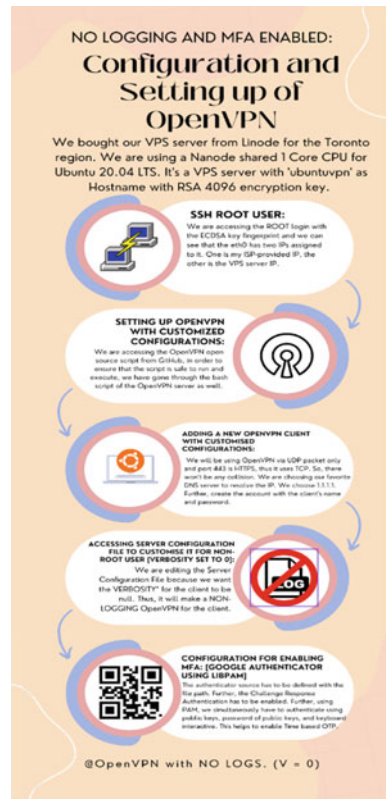 NO LOGGING AND MFA ENABLED:
Configuration and
Setting up of
OpenVPN
We bought our VPS server from Linode for the Toronto
region. We are using a Nanode shared 1 Core CPU for
Ubuntu 20.04 LTS. It's a VPS server with 'ubuntuvpn' as
Hostname with RSA 4096 encryption key.
SSH ROOT USER:
We are accessing the ROOT login with
the ECDSA key fingerprint and we can
see that the eth0 has two IPs assigned
to it. One is my ISP-provided IP, the
other is the VPS server IP.
SETTING UP OPENVPN
WITH CUSTOMIZED
CONFIGURATIONS:
We are accessing the OpenVPN open
source script from GitHub, in order to
ensure that the script is safe to run and
execute, we have gone through the bash
script of the OpenVPN server as well.
ADDING A NEW OPENVPN CLIENT
WITH CUSTOMISED
CONFIGURATIONS:
We will be using OpenVPN via UDP packet only
and port 443 is HTTPS, thus it uses TCP. So, there
won't be any collision. We are choosing our favorite
DNS server to resolve the IP. We choose 1.1.1.1.
Further, create the account with the client's name
and password.
ACCESSING SERVER CONFIGURATION
FILE TO CUSTOMISE IT FOR NON-
ROOT USER [VERBOSITY SET TO 0]:
We are editing the Server
Configuration File because we want
the VERBOSITY" for the client to be
null. Thus, it will make a NON-
LOGGING OpenVPN for the client.
LOG
CONFIGURATION FOR ENABLING
MFA: [GOOGLE AUTHENTICATOR
USING LIBPAM]
The authenticator source has to be defined with the
file path. Further, the Challenge Response
Authentication has to be enabled. Further, using
PAM, we simultaneously have to authenticate using
public keys, password of public keys, and keyboard
interactive. This helps to enable Time based OTP.
@OpenVPN with NO LOGS. (V = 0)